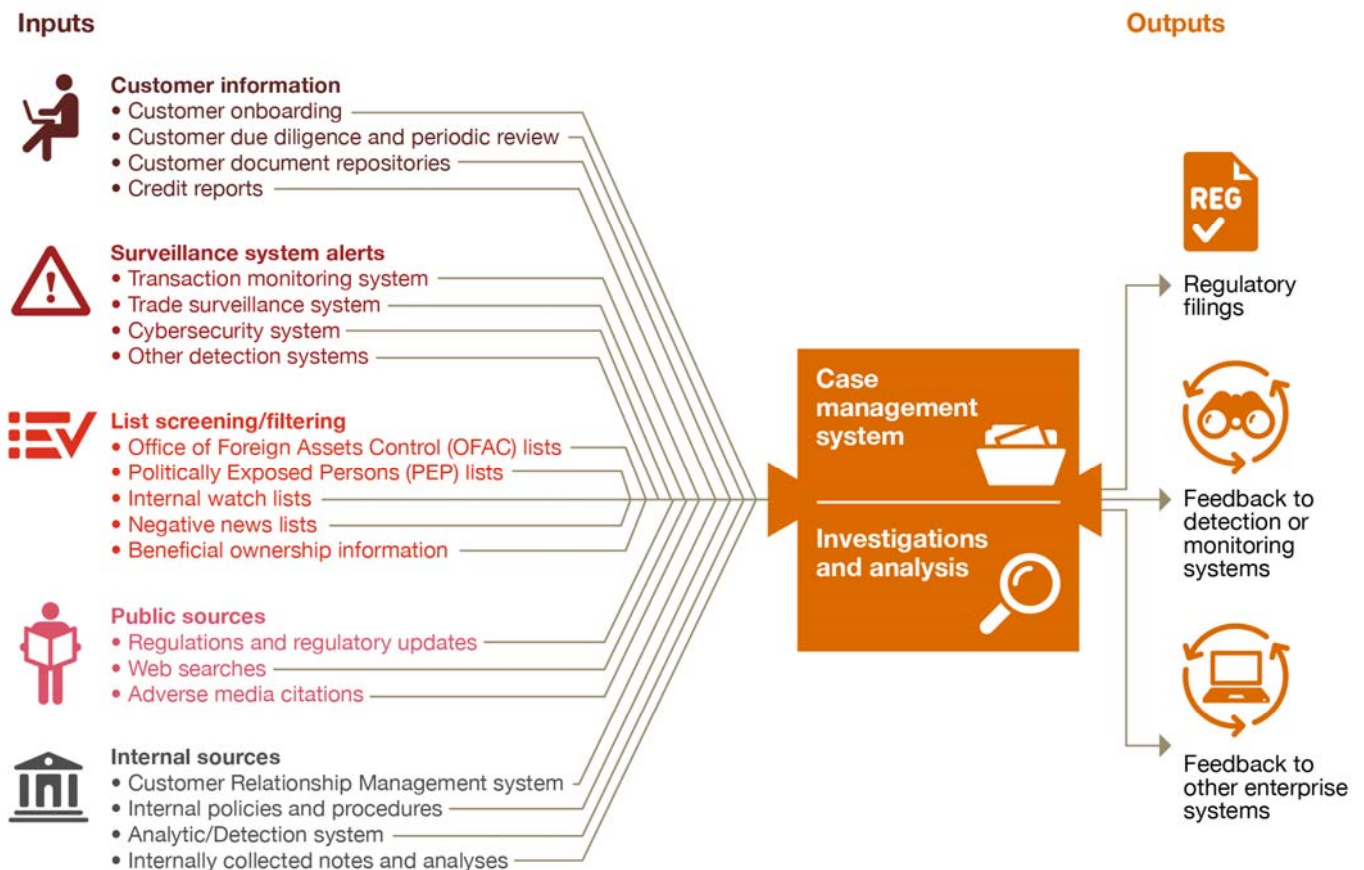 Inputs
Outputs
Customer information
• Customer onboarding
• Customer due diligence and periodic review
• Customer document repositories
• Credit reports
Surveillance system alerts
• Transaction monitoring system
• Trade surveillance system
• Cybersecurity system
• Other detection systems
List screening/filtering
• Office of Foreign Assets Control (OFAC) lists
• Politically Exposed Persons (PEP) lists
• Internal watch lists
• Negative news lists
• Beneficial ownership information
Public sources
• Regulations and regulatory updates
• Web searches
• Adverse media citations
Internal sources
• Customer Relationship Management system
• Internal policies and procedures
• Analytic/Detection system
• Internally collected notes and analyses
Case
management
system
Investigations
and analysis
REG
Regulatory
filings
Feedback to
detection or
monitoring
systems
Feedback to
other enterprise
systems